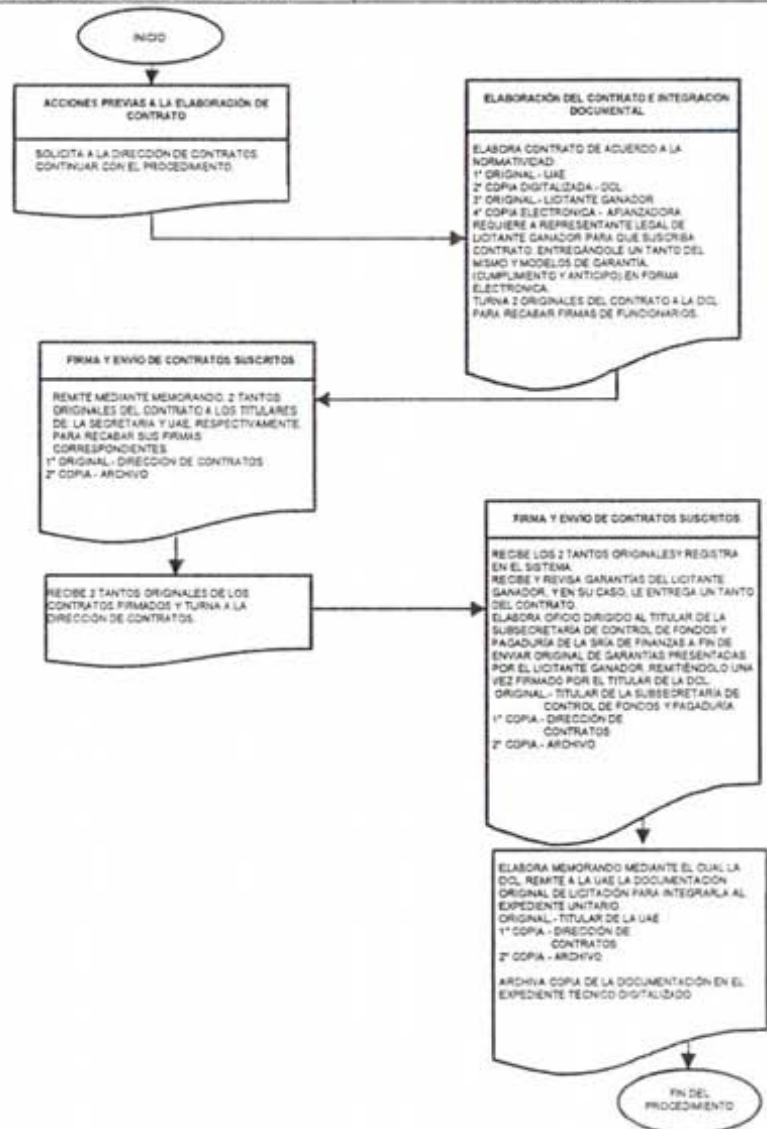 INICIO
ACCIONES PREVIAS A LA ELABORACIÓN DE
CONTRATO
SOLICITA A LA DIRECCIÓN DE CONTRATOS
CONTINUAR CON EL PROCEDIMIENTO.
ELABORACIÓN DEL CONTRATO E INTEGRACIÓN
DOCUMENTAL
ELABORA CONTRATO DE ACUERDO A LA
NORMATIVIDAD:
1° ORIGINAL - UAE
2° COPIA DIGITALIZADA - DCL
3° ORIGINAL - LICITANTE GANADOR
4° COPIA ELECTRONICA - AFIANZADORA
REQUIERE A REPRESENTANTE LEGAL DE
LICITANTE GANADOR PARA QUE SUSCRIBA
CONTRATO, ENTREGÁNDOLE UN TANTO DEL
MISMO Y MODELOS DE GARANTÍA,
(CUMPLIMIENTO Y ANTICIPO) EN FORMA
ELECTRONICA.
TURNA 2 ORIGINALES DEL CONTRATO A LA DCL
PARA RECABAR FIRMAS DE FUNCIONARIOS.
FIRMA Y ENVÍO DE CONTRATOS SUSCRITOS
REMITE MEDIANTE MEMORANDO, 2 TANTOS
ORIGINALES DEL CONTRATO A LOS TITULARES
DE: LA SECRETARIA Y UAE, RESPECTIVAMENTE,
PARA RECABAR SUS FIRMAS
CORRESPONDIENTES
1° ORIGINAL.- DIRECCION DE CONTRATOS
2° COPIA.- ARCHIVO
RECIBE 2 TANTOS ORIGINALES DE LOS
CONTRATOS FIRMADOS Y TURNA A LA
DIRECCIÓN DE CONTRATOS.
FIRMA Y ENVÍO DE CONTRATOS SUSCRITOS
RECIBE LOS 2 TANTOS ORIGINALES Y REGISTRA
EN EL SISTEMA.
RECIBE Y REVISA GARANTÍAS DEL LICITANTE
GANADOR, Y EN SU CASO, LE ENTREGA UN TANTO
DEL CONTRATO.
ELABORA OFICIO DIRIGIDO AL TITULAR DE LA
SUBSECRETARÍA DE CONTROL DE FONDOS Y
PAGADURÍA DE LA SRÍA DE FINANZAS A FIN DE
ENVIAR ORIGINAL DE GARANTÍAS PRESENTADAS
POR EL LICITANTE GANADOR, REMITIÉNDOLO UNA
VEZ FIRMADO POR EL TITULAR DE LA DCL.
ORIGINAL.- TITULAR DE LA SUBSECRETARÍA DE
CONTROL DE FONDOS Y PAGADURÍA
1° COPIA.- DIRECCIÓN DE
CONTRATOS
2° COPIA.- ARCHIVO
ELABORA MEMORANDO MEDIANTE EL CUAL LA
DCL, REMITE A LA UAE LA DOCUMENTACIÓN
ORIGINAL DE LICITACIÓN PARA INTEGRARLA AL
EXPEDIENTE UNITARIO
ORIGINAL.- TITULAR DE LA UAE
1° COPIA.- DIRECCIÓN DE
CONTRATOS
2° COPIA.- ARCHIVO
ARCHIVA COPIA DE LA DOCUMENTACIÓN EN EL
EXPEDIENTE TÉCNICO DIGITALIZADO
FIN DEL
PROCEDIMIENTO